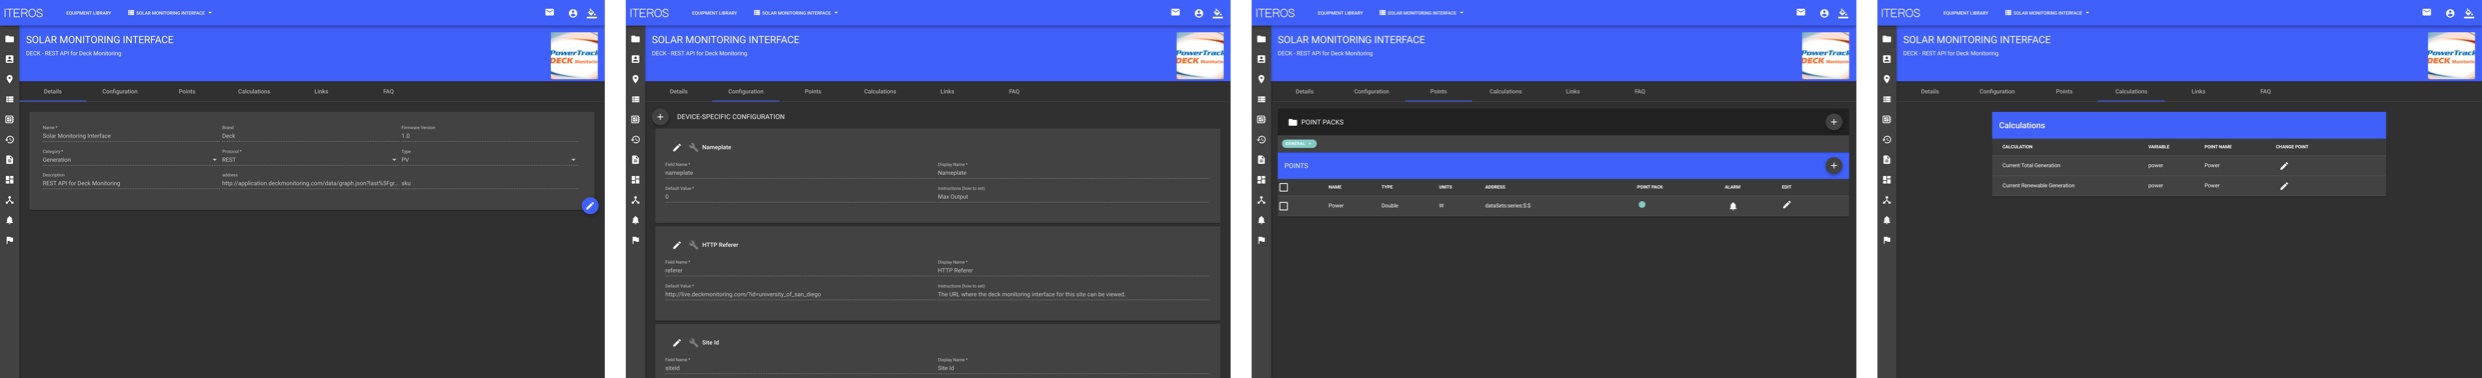 ITEROS EQUIPMENT LIBRARY SOLAR MONITORING INTERFACE
SOLAR MONITORING INTERFACE
DECK - REST API for Deck Monitoring
PowerTrack
DECK Monitoring
Details Configuration Points Calculations Links FAQ
Name * Brand Firmware Version
Solar Monitoring Interface Deck 1.0
Category * Protocol * Type
Generation REST PV
Description address
REST API for Deck Monitoring http://application.deckmonitoring.com/data/graph.json?last%5Fgr... sku
ITEROS EQUIPMENT LIBRARY SOLAR MONITORING INTERFACE
SOLAR MONITORING INTERFACE
DECK - REST API for Deck Monitoring
PowerTrack
DECK Monitoring
Details Configuration Points Calculations Links FAQ
DEVICE-SPECIFIC CONFIGURATION
Nameplate
Field Name * Display Name *
nameplate Nameplate
Default Value * Instructions (how to set)
0 Max Output
HTTP Referer
Field Name * Display Name *
referer HTTP Referer
Default Value * Instructions (how to set)
http://live.deckmonitoring.com/?id=university_of_san_diego The URL where the deck monitoring interface for this site can be viewed.
Site Id
Field Name * Display Name *
siteid Site Id
ITEROS EQUIPMENT LIBRARY SOLAR MONITORING INTERFACE
SOLAR MONITORING INTERFACE
DECK - REST API for Deck Monitoring
PowerTrack
DECK Monitoring
Details Configuration Points Calculations Links FAQ
POINT PACKS
GENERAL
POINTS
NAME TYPE UNITS ADDRESS POINT PACK ALARM EDIT
Power Double W dataSets:series:$:$
ITEROS EQUIPMENT LIBRARY SOLAR MONITORING INTERFACE
SOLAR MONITORING INTERFACE
DECK - REST API for Deck Monitoring
PowerTrack
DECK Monitoring
Details Configuration Points Calculations Links FAQ
Calculations
CALCULATION VARIABLE POINT NAME CHANGE POINT
Current Total Generation power Power
Current Renewable Generation power Power